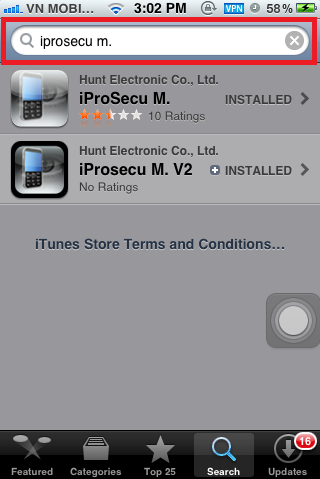 VN MOBI... 3:02 PM VPN 58%
iprosecu m.
Hunt Electronic Co., Ltd.
iProSecu M. INSTALLED
10 Ratings
Hunt Electronic Co., Ltd.
iProsecu M. V2 INSTALLED
No Ratings
iTunes Store Terms and Conditions...
16
Featured Categories Top 25 Search Updates